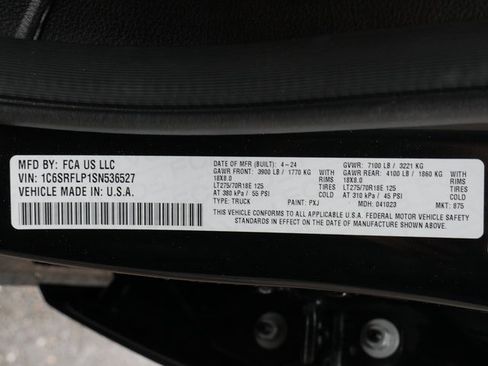 MFD BY: FCA US LLC
VIN: 1C6SRFLP1SN536527
VEHICLE MADE IN: U.S.A.
DATE OF MFR (BUILT): 4-24 GVWR: 7100 LB / 3221 KG
GAWR FRONT: 3900 LB / 1770 KG WITH GAWR REAR: 4100 LB / 1860 KG WITH
18X8.0 RIMS 18X8.0 RIMS
LT275/70R18E 125 TIRES LT275/70R18E 125 TIRES
AT 380 kPa / 55 PSI COLD AT 310 kPa / 45 PSI COLD
TYPE: TRUCK PAINT: PXJ MDH: 041023 MKT: 875
THIS VEHICLE CONFORMS TO ALL APPLICABLE U.S.A. FEDERAL MOTOR VEHICLE SAFETY
STANDARDS IN EFFECT ON THE DATE OF MANUFACTURE SHOWN ABOVE.